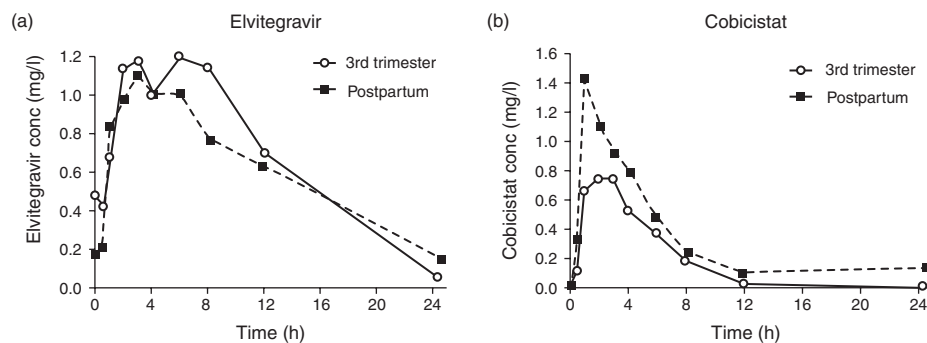 (a)
Elvitegravir
Elvitegravir conc (mg/l)
1.2
1.0
0.8
0.6
0.4
0.2
0.0
0
4
8
12
16
20
24
Time (h)
3rd trimester
Postpartum
(b)
Cobicistat
Cobicistat conc (mg/l)
1.6
1.4
1.2
1.0
0.8
0.6
0.4
0.2
0.0
0
4
8
12
16
20
24
Time (h)
3rd trimester
Postpartum